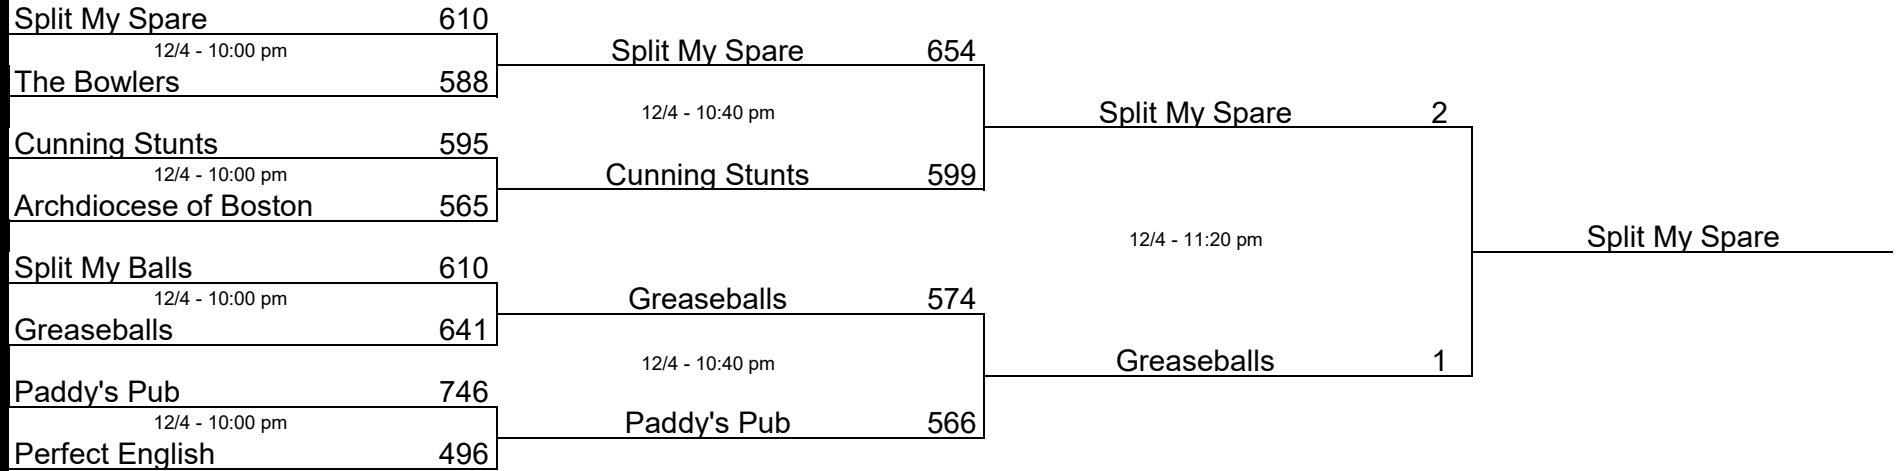 Split My Spare 610
12/4 - 10:00 pm
The Bowlers 588
Cunning Stunts 595
12/4 - 10:00 pm
Archdiocese of Boston 565
Split My Balls 610
12/4 - 10:00 pm
Greaseballs 641
Paddy's Pub 746
12/4 - 10:00 pm
Perfect English 496
Split My Spare 654
12/4 - 10:40 pm
Cunning Stunts 599
Greaseballs 574
12/4 - 10:40 pm
Paddy's Pub 566
Split My Spare 2
12/4 - 11:20 pm
Greaseballs 1
Split My Spare